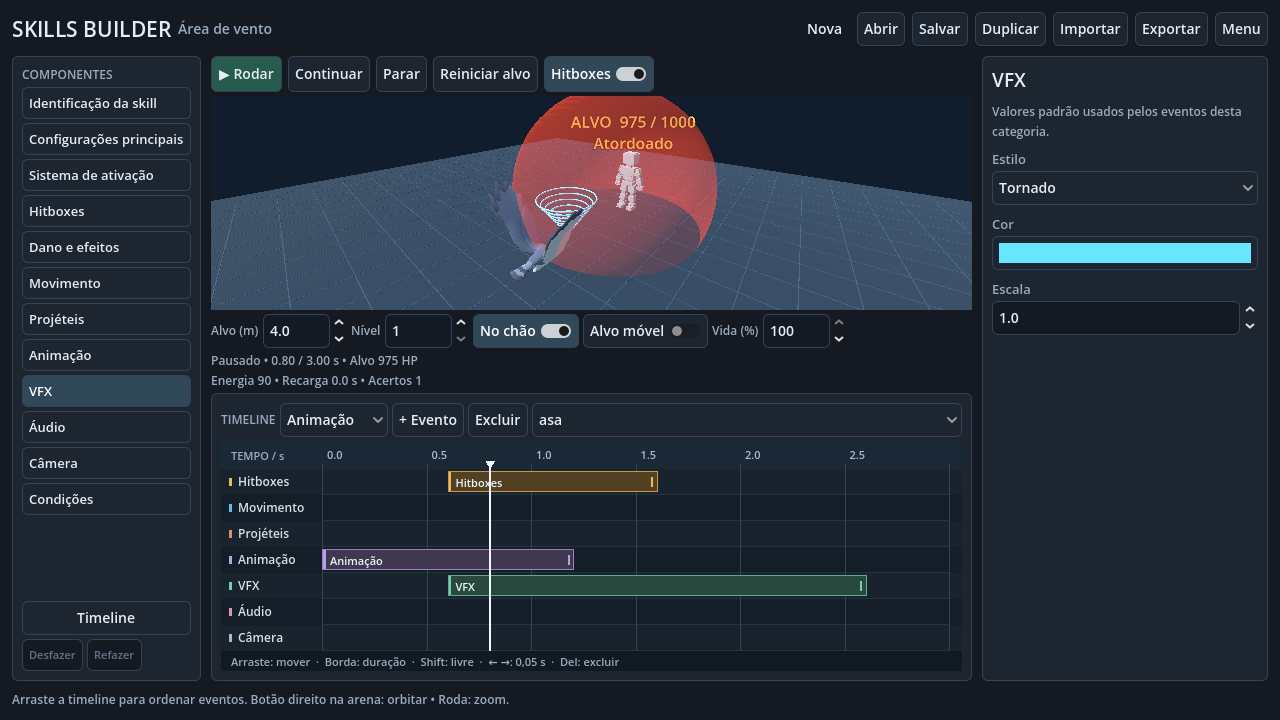 SKILLS BUILDER Área de vento Nova Abrir Salvar Duplicar Importar Exportar Menu
COMPONENTES
Identificação da skill
Configurações principais
Sistema de ativação
Hitboxes
Dano e efeitos
Movimento
Projéteis
Animação
VFX
Áudio
Câmera
Condições
Timeline
Desfazer Refazer
▶ Rodar Continuar Parar Reiniciar alvo Hitboxes
ALVO 975 / 1000
Atordoado
Alvo (m) 4.0 Nível 1 No chão Alvo móvel Vida (%) 100
Pausado • 0.80 / 3.00 s • Alvo 975 HP
Energia 90 • Recarga 0.0 s • Acertos 1
TIMELINE Animação + Evento Excluir asa
TEMPO / s 0.0 0.5 1.0 1.5 2.0 2.5
Hitboxes Hitboxes
Movimento
Projéteis
Animação Animação
VFX VFX
Áudio
Câmera
Arraste: mover · Borda: duração · Shift: livre · ← →: 0,05 s · Del: excluir
VFX
Valores padrão usados pelos eventos desta
categoria.
Estilo
Tornado
Cor
Escala
1.0
Arraste a timeline para ordenar eventos. Botão direito na arena: orbitar • Roda: zoom.